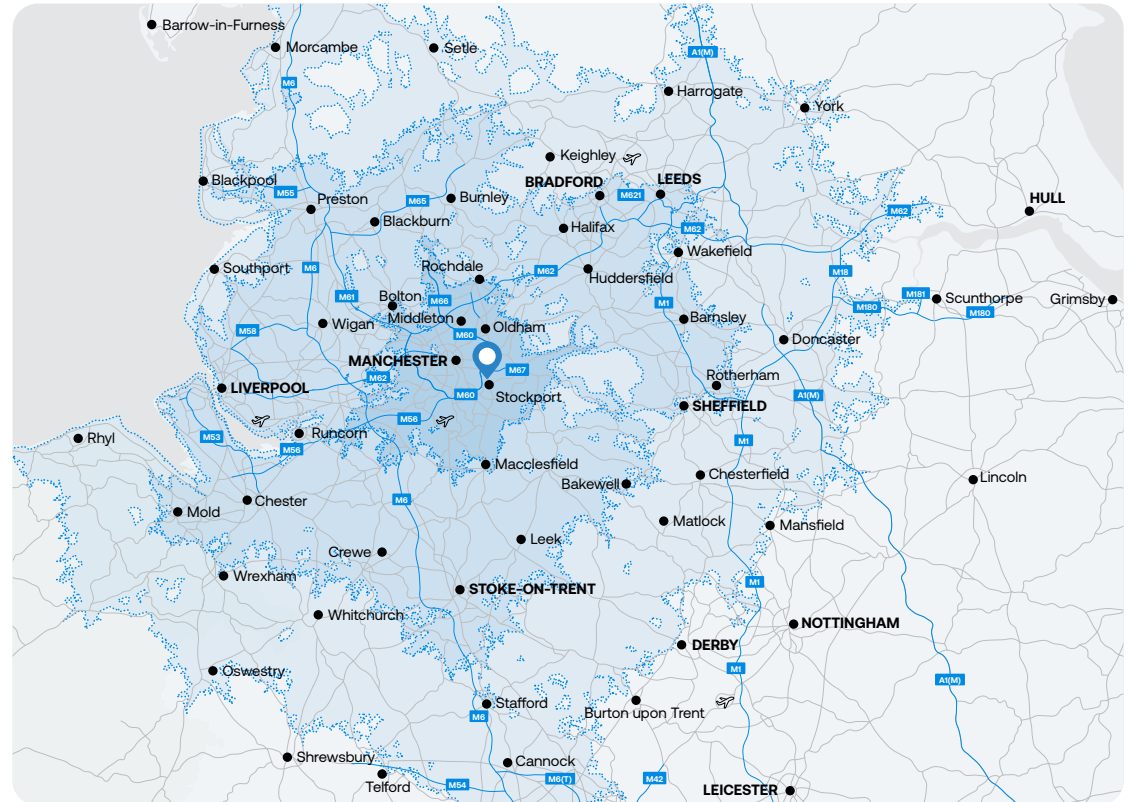 Barrow-in-Furness
Morcambe
Setle
A1(M)
M6
Harrogate
York
Keighley
BRADFORD
LEEDS
Blackpool
M55
Preston
M65
Burnley
M621
HULL
Blackburn
Halifax
M62
M62
Wakefield
Southport
M6
Rochdale
M62
Huddersfield
M18
M61
Bolton
M66
M1
M180
M181
Scunthorpe
Grimsby
M180
M58
Wigan
Middleton
M60
Oldham
Barnsley
Doncaster
MANCHESTER
M67
M62
LIVERPOOL
M60
Stockport
Rotherham
A1(M)
SHEFFIELD
M56
Rhyl
M53
M56
Runcorn
M1
Macclesfield
Bakewell
Chesterfield
Lincoln
Mold
Chester
M6
Matlock
Mansfield
Crewe
Leek
Wrexham
STOKE-ON-TRENT
M1
Whitchurch
NOTTINGHAM
DERBY
Oswestry
M1
A1(M)
Stafford
M6
Burton upon Trent
Shrewsbury
Cannock
Telford
M54
M6(T)
M42
LEICESTER